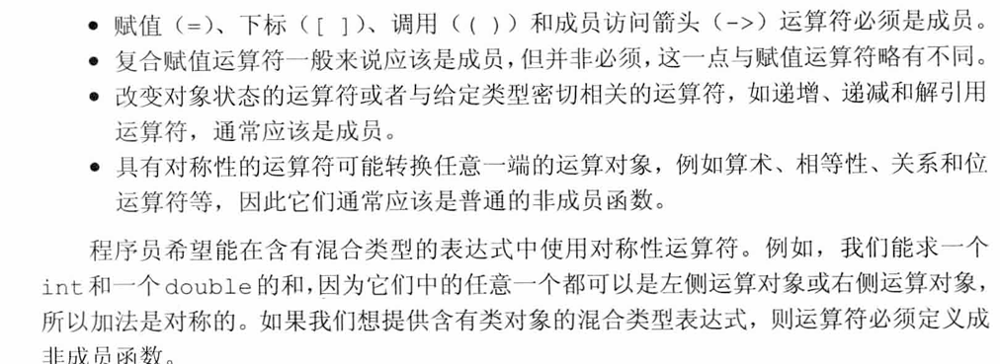 • 赋值（=）、下标（[ ]）、调用（( )）和成员访问箭头（->）运算符必须是成员。
• 复合赋值运算符一般来说应该是成员，但并非必须，这一点与赋值运算符略有不同。
• 改变对象状态的运算符或者与给定类型密切相关的运算符，如递增、递减和解引用
运算符，通常应该是成员。
• 具有对称性的运算符可能转换任意一端的运算对象，例如算术、相等性、关系和位
运算符等，因此它们通常应该是普通的非成员函数。
程序员希望能在含有混合类型的表达式中使用对称性运算符。例如，我们能求一个
int和一个double的和，因为它们中的任意一个都可以是左侧运算对象或右侧运算对象，
所以加法是对称的。如果我们想提供含有类对象的混合类型表达式，则运算符必须定义成
非成员函数。